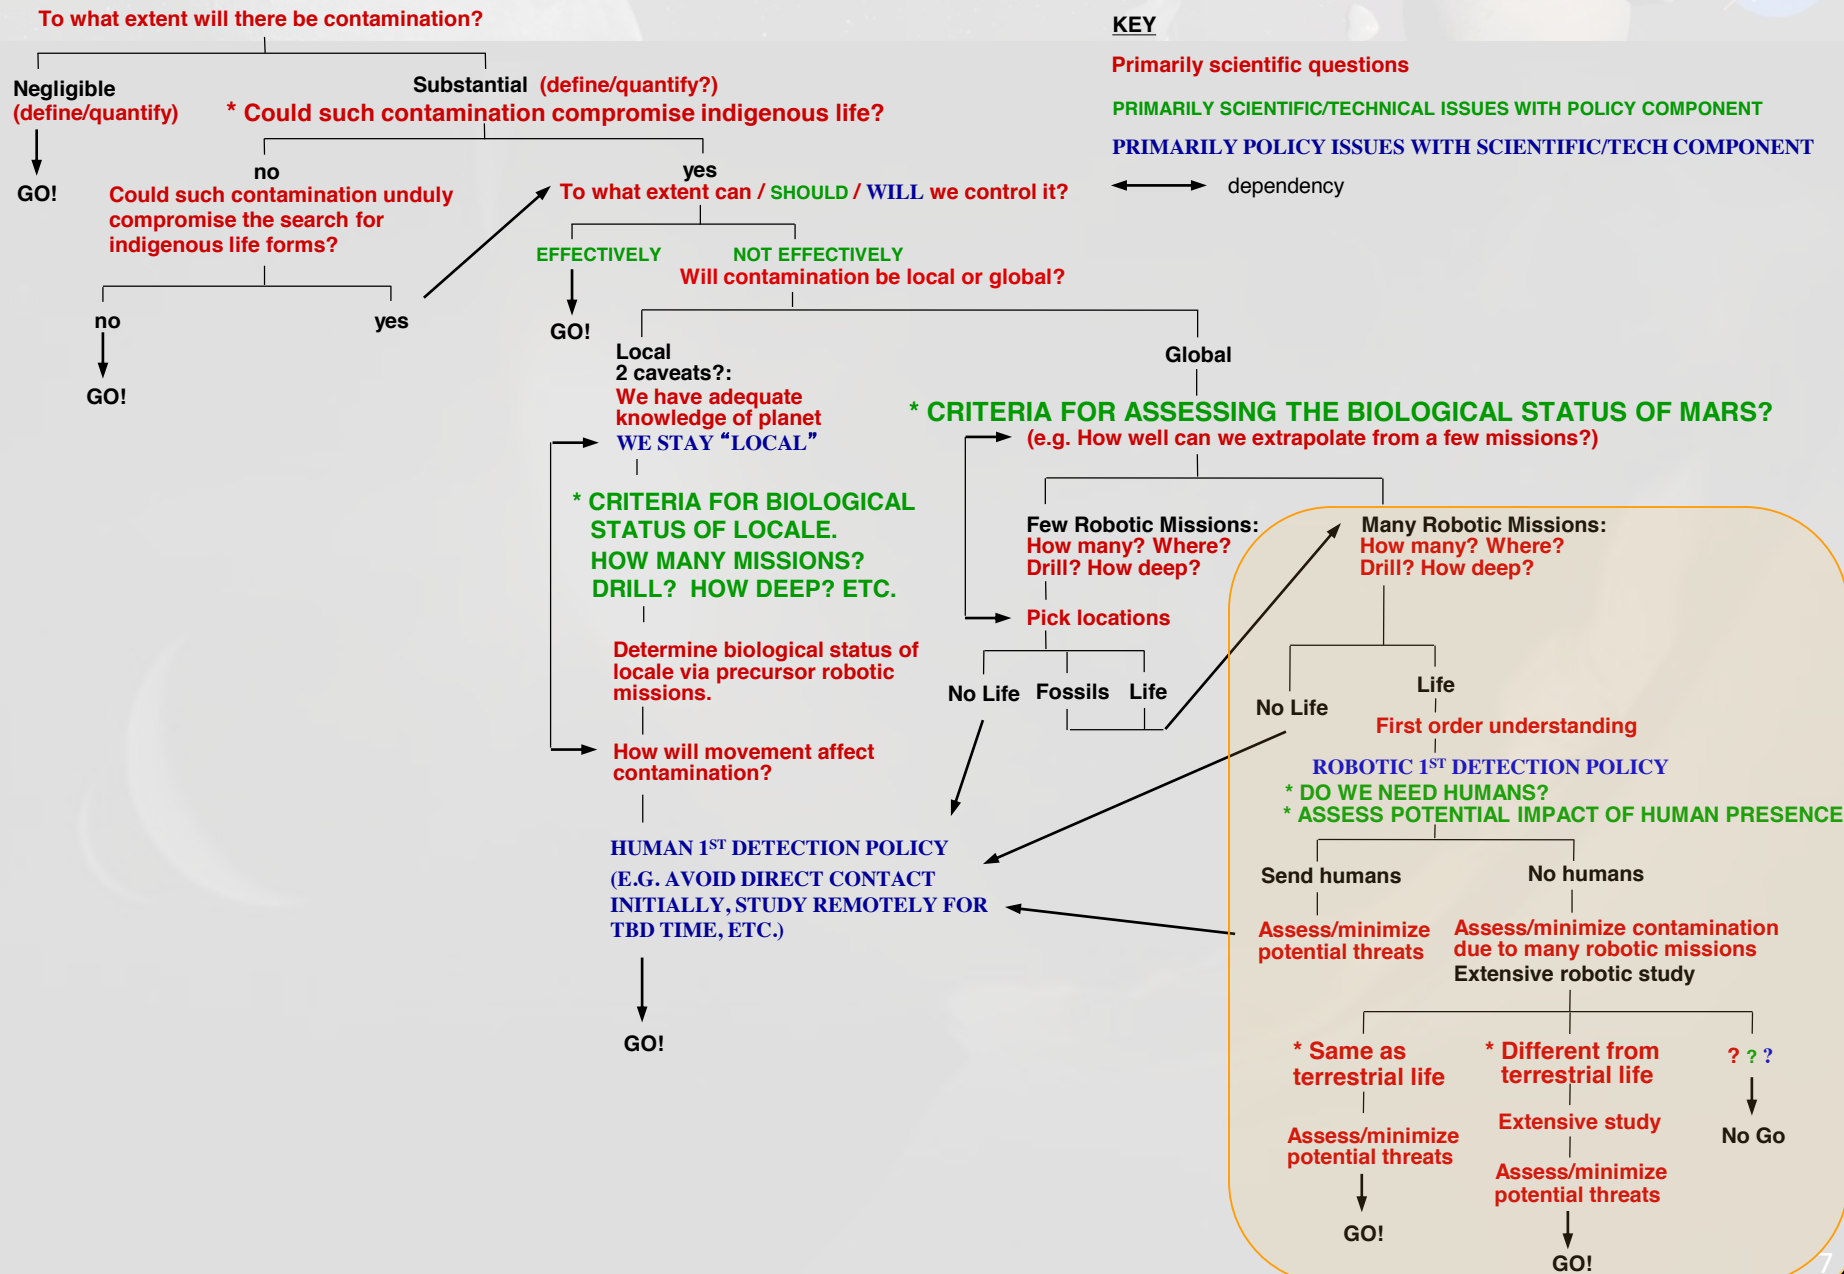 To what extent will there be contamination?
Negligible
(define/quantify)
GO!
Substantial (define/quantify?)
* Could such contamination compromise indigenous life?
no
Could such contamination unduly
compromise the search for
indigenous life forms?
no
GO!
yes
yes
To what extent can / SHOULD / WILL we control it?
EFFECTIVELY
GO!
NOT EFFECTIVELY
Will contamination be local or global?
KEY
Primarily scientific questions
PRIMARILY SCIENTIFIC/TECHNICAL ISSUES WITH POLICY COMPONENT
PRIMARILY POLICY ISSUES WITH SCIENTIFIC/TECH COMPONENT
dependency
Local
2 caveats?:
We have adequate
knowledge of planet
WE STAY “LOCAL”
* CRITERIA FOR BIOLOGICAL
STATUS OF LOCALE.
HOW MANY MISSIONS?
DRILL? HOW DEEP? ETC.
Determine biological status of
locale via precursor robotic
missions.
How will movement affect
contamination?
HUMAN 1ST DETECTION POLICY
(E.G. AVOID DIRECT CONTACT
INITIALLY, STUDY REMOTELY FOR
TBD TIME, ETC.)
GO!
Global
* CRITERIA FOR ASSESSING THE BIOLOGICAL STATUS OF MARS?
(e.g. How well can we extrapolate from a few missions?)
Few Robotic Missions:
How many? Where?
Drill? How deep?
Pick locations
No Life Fossils Life
Many Robotic Missions:
How many? Where?
Drill? How deep?
No Life
Life
First order understanding
ROBOTIC 1ST DETECTION POLICY
* DO WE NEED HUMANS?
* ASSESS POTENTIAL IMPACT OF HUMAN PRESENCE
Send humans
Assess/minimize
potential threats
No humans
Assess/minimize contamination
due to many robotic missions
Extensive robotic study
* Same as
terrestrial life
Assess/minimize
potential threats
GO!
* Different from
terrestrial life
Extensive study
Assess/minimize
potential threats
GO!
? ? ?
No Go
7